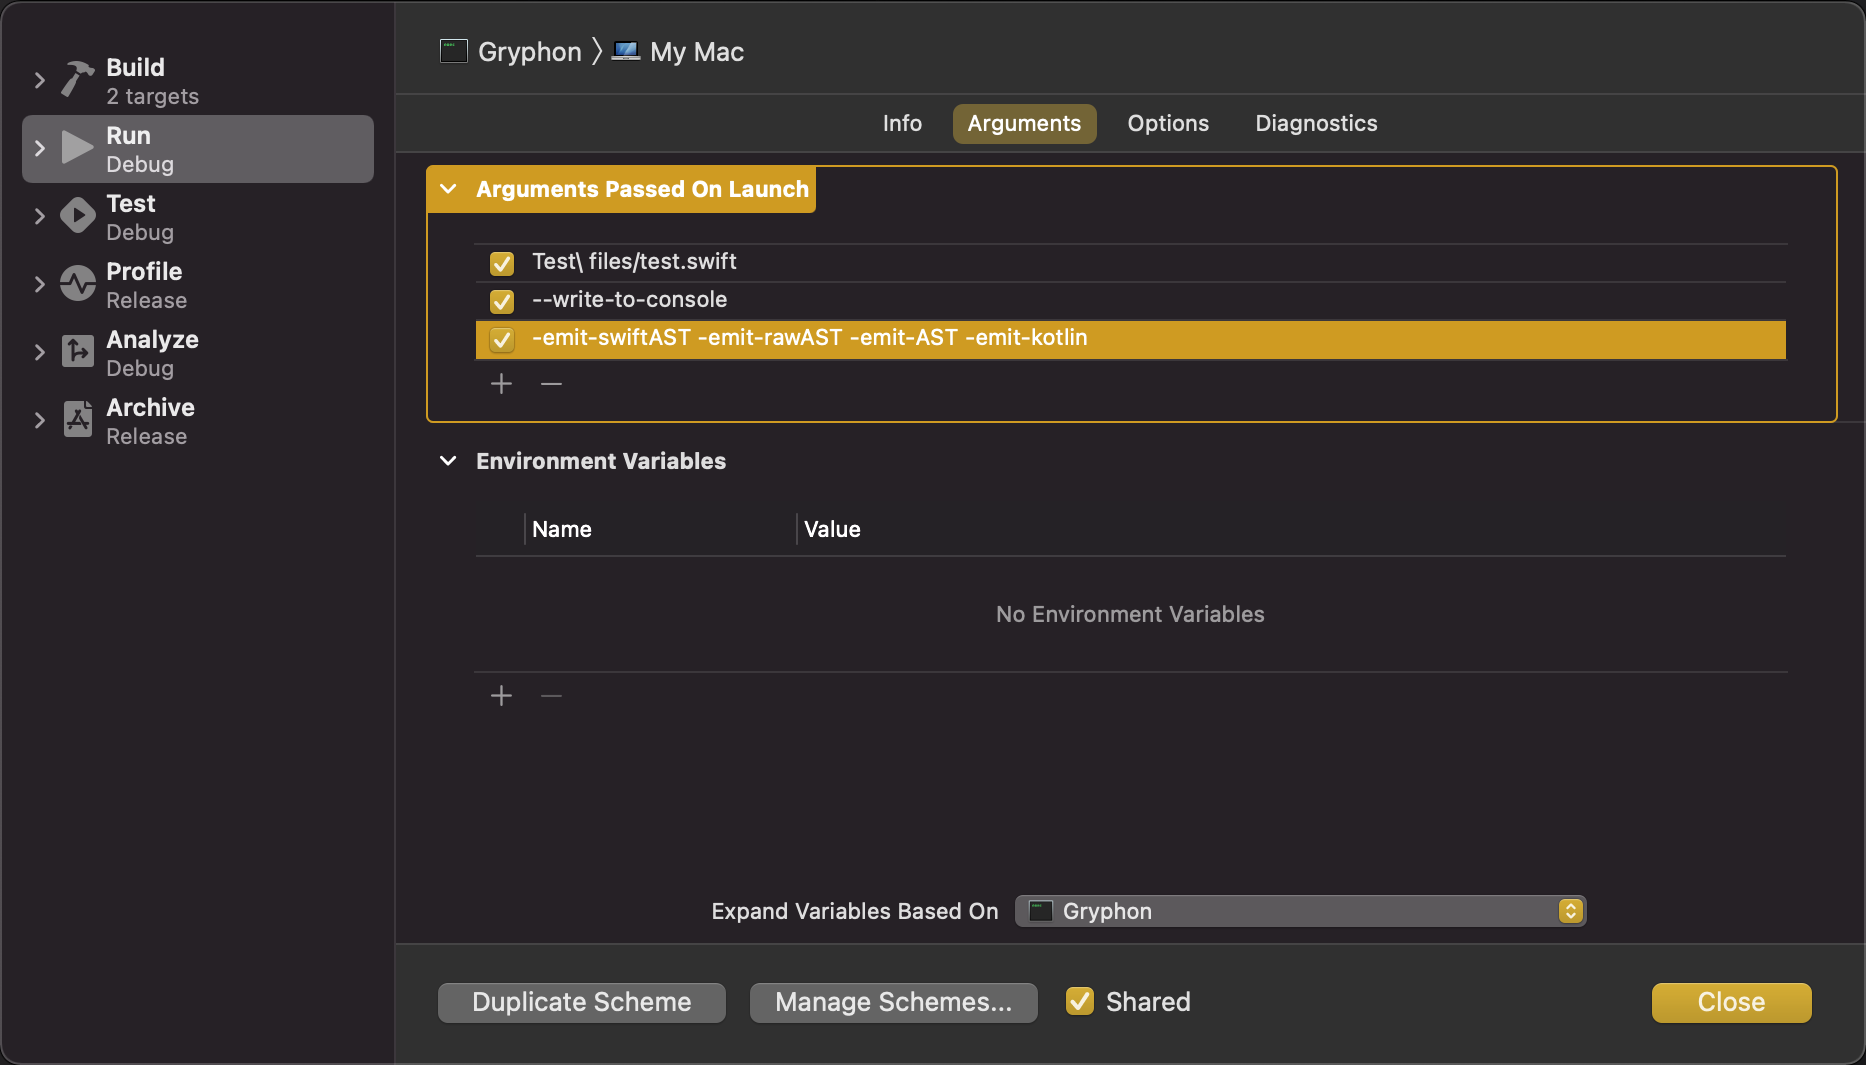 Build
2 targets
Run
Debug
Test
Debug
Profile
Release
Analyze
Debug
Archive
Release
Gryphon 〉 My Mac
Info Arguments Options Diagnostics
Arguments Passed On Launch
Test\ files/test.swift
--write-to-console
-emit-swiftAST -emit-rawAST -emit-AST -emit-kotlin
Environment Variables
Name Value
No Environment Variables
Expand Variables Based On Gryphon
Duplicate Scheme Manage Schemes... Shared Close